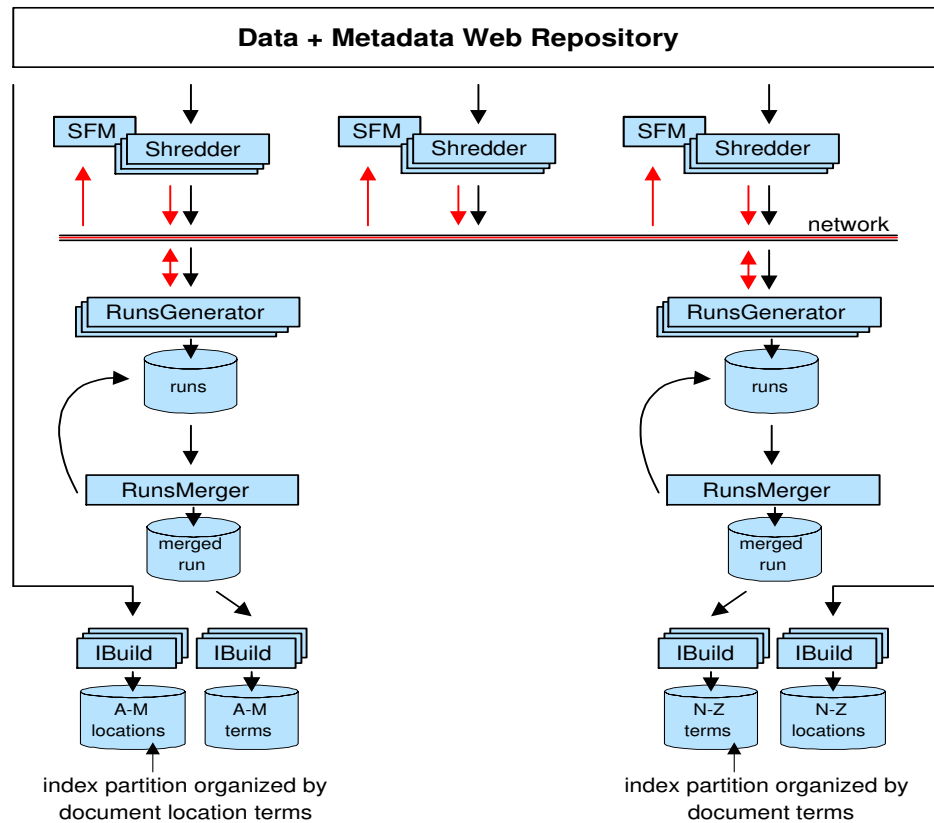 Data + Metadata Web Repository
SFM
Shredder
SFM
Shredder
SFM
Shredder
network
RunsGenerator
RunsGenerator
runs
runs
RunsMerger
RunsMerger
merged
run
merged
run
IBuild
IBuild
IBuild
IBuild
A-M
locations
A-M
terms
N-Z
terms
N-Z
locations
index partition organized by
document location terms
index partition organized by
document terms